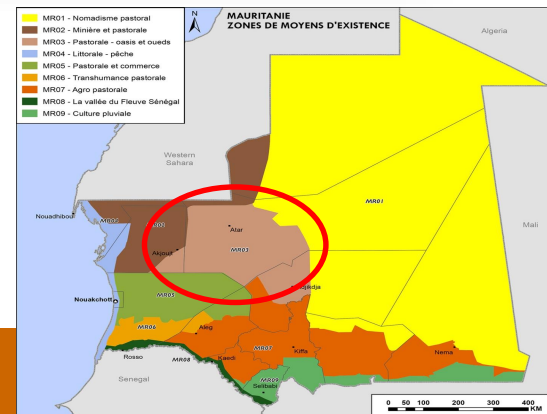 MR01 - Nomadisme pastoral
MR02 - Minière et pastorale
MR03 - Pastorale - oasis et oueds
MR04 - Littorale - pêche
MR05 - Pastorale et commerce
MR06 - Transhumance pastorale
MR07 - Agro pastorale
MR08 - La vallée du Fleuve Sénégal
MR09 - Culture pluviale
N
MAURITANIE
ZONES DE MOYENS D'EXISTENCE
Algeria
Western
Sahara
Nouadhibou
MR01
Atar
Mali
MR03
Akjoujt
MR05
Nouakchott
MR06
Aleg
Rosso
MR08
MR07
Kaedi
Kiffa
Nema
MR09
Selibabi
Senegal
0 50 100 200 300 400
KM